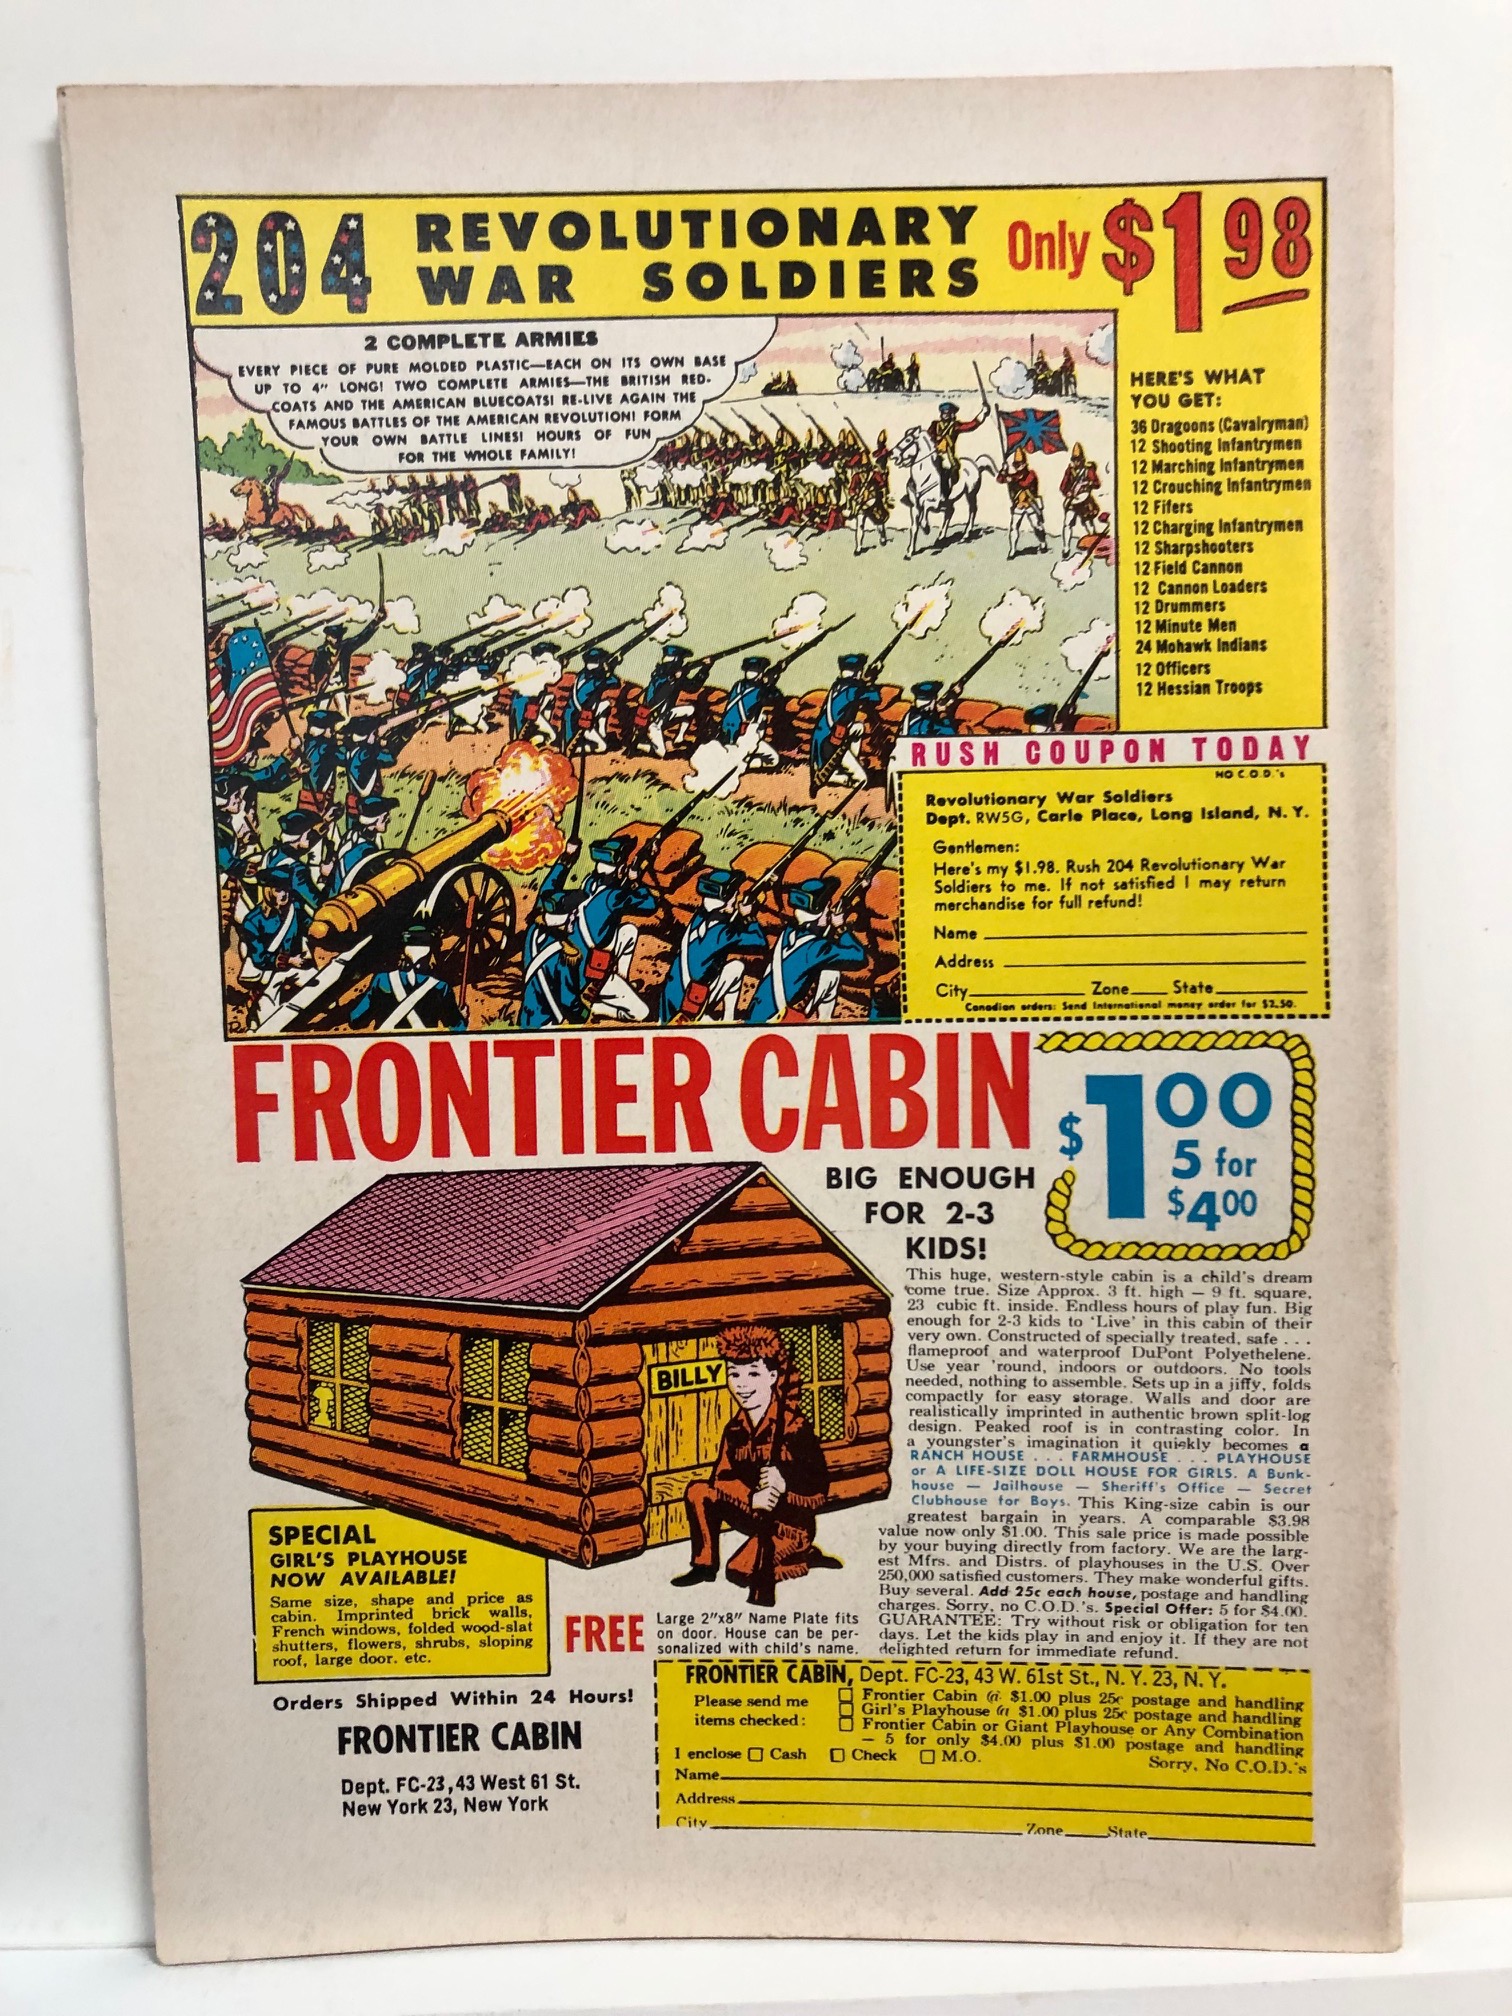 204 REVOLUTIONARY
WAR SOLDIERS
Only $1.98
2 COMPLETE ARMIES
EVERY PIECE OF PURE MOLDED PLASTIC—EACH ON ITS OWN BASE
UP TO 4" LONG! TWO COMPLETE ARMIES—THE BRITISH RED-
COATS AND THE AMERICAN BLUECOATS! RE-LIVE AGAIN THE
FAMOUS BATTLES OF THE AMERICAN REVOLUTION! FORM
YOUR OWN BATTLE LINES! HOURS OF FUN
FOR THE WHOLE FAMILY!
HERE'S WHAT
YOU GET:
36 Dragoons (Cavalryman)
12 Shooting Infantrymen
12 Marching Infantrymen
12 Crouching Infantrymen
12 Fifers
12 Charging Infantrymen
12 Sharpshooters
12 Field Cannon
12 Cannon Loaders
12 Drummers
12 Minute Men
24 Mohawk Indians
12 Officers
12 Hessian Troops
RUSH COUPON TODAY
NO C.O.D.'s
Revolutionary War Soldiers
Dept. RW5G, Carle Place, Long Island, N. Y.
Gentlemen:
Here's my $1.98. Rush 204 Revolutionary War
Soldiers to me. If not satisfied I may return
merchandise for full refund!
Name
Address
City Zone State
Canadian orders: Send International money order for $2.50.
FRONTIER CABIN
$1.00
5 for
$4.00
BIG ENOUGH
FOR 2-3
KIDS!
BILLY
This huge, western-style cabin is a child's dream
come true. Size Approx. 3 ft. high — 9 ft. square,
23 cubic ft. inside. Endless hours of play fun. Big
enough for 2-3 kids to 'Live' in this cabin of their
very own. Constructed of specially treated, safe . . .
flameproof and waterproof DuPont Polyethelene.
Use year 'round, indoors or outdoors. No tools
needed, nothing to assemble. Sets up in a jiffy, folds
compactly for easy storage. Walls and door are
realistically imprinted in authentic brown split-log
design. Peaked roof is in contrasting color. In
a youngster's imagination it quickly becomes a
RANCH HOUSE . . . FARMHOUSE . . . PLAYHOUSE
or A LIFE-SIZE DOLL HOUSE FOR GIRLS. A Bunk-
house — Jailhouse — Sheriff's Office — Secret
Clubhouse for Boys. This King-size cabin is our
greatest bargain in years. A comparable $3.98
value now only $1.00. This sale price is made possible
by your buying directly from factory. We are the larg-
est Mfrs. and Distrs. of playhouses in the U.S. Over
250,000 satisfied customers. They make wonderful gifts.
Buy several. Add 25c each house, postage and handling
charges. Sorry, no C.O.D.'s. Special Offer: 5 for $4.00.
GUARANTEE: Try without risk or obligation for ten
days. Let the kids play in and enjoy it. If they are not
delighted return for immediate refund.
SPECIAL
GIRL'S PLAYHOUSE
NOW AVAILABLE!
Same size, shape and price as
cabin. Imprinted brick walls,
French windows, folded wood-slat
shutters, flowers, shrubs, sloping
roof, large door. etc.
FREE
Large 2"x8" Name Plate fits
on door. House can be per-
sonalized with child's name.
Orders Shipped Within 24 Hours!
FRONTIER CABIN
Dept. FC-23, 43 West 61 St.
New York 23, New York
FRONTIER CABIN, Dept. FC-23, 43 W. 61st St., N. Y. 23, N. Y.
Please send me
items checked:
Frontier Cabin @ $1.00 plus 25c postage and handling
Girl's Playhouse @ $1.00 plus 25c postage and handling
Frontier Cabin or Giant Playhouse or Any Combination
— 5 for only $4.00 plus $1.00 postage and handling
I enclose Cash Check M.O.
Sorry, No C.O.D.'s
Name
Address
City Zone State